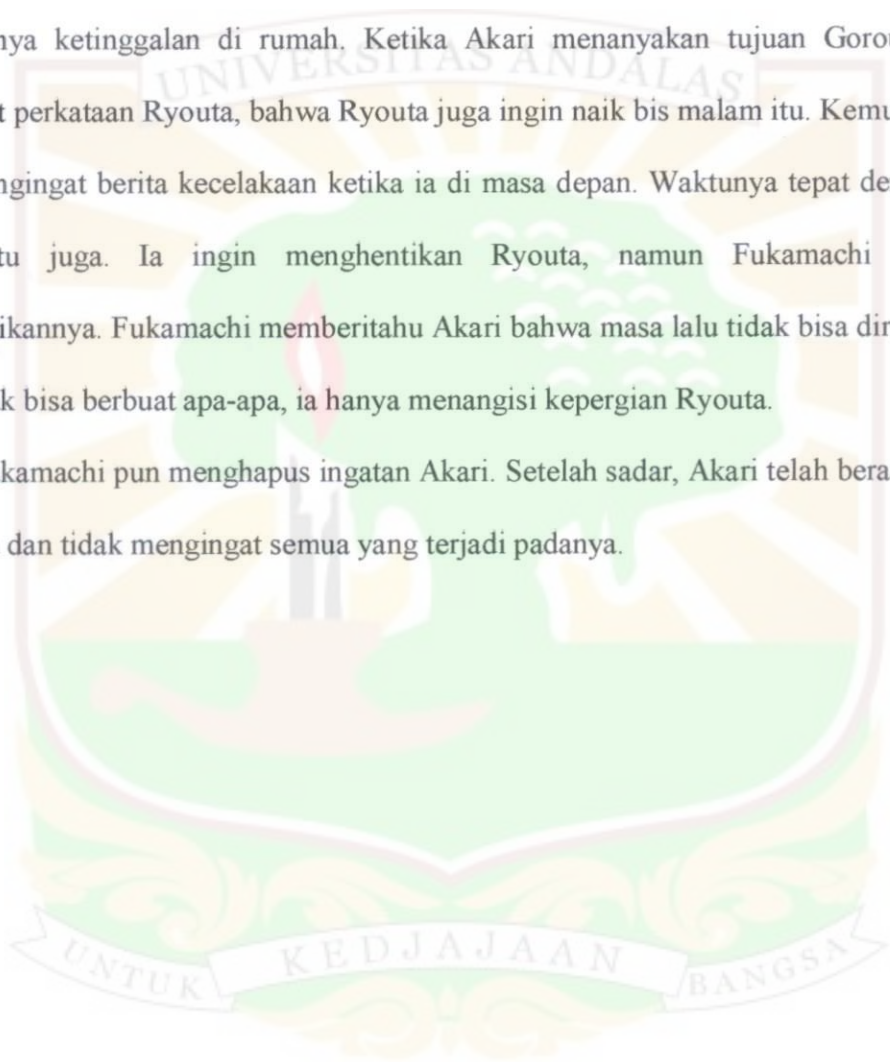 nya ketinggalan di rumah. Ketika Akari menanyakan tujuan Gorou
t perkataan Ryouta, bahwa Ryouta juga ingin naik bis malam itu. Kemu
ngingat berita kecelakaan ketika ia di masa depan. Waktunya tepat de
tu juga. Ia ingin menghentikan Ryouta, namun Fukamachi
ikannya. Fukamachi memberitahu Akari bahwa masa lalu tidak bisa dir
k bisa berbuat apa-apa, ia hanya menangisi kepergian Ryouta.
kamachi pun menghapus ingatan Akari. Setelah sadar, Akari telah bera
dan tidak mengingat semua yang terjadi padanya.
UNIVERSITAS ANDALAS
UNTUK KEDJAJAAN BANGSA